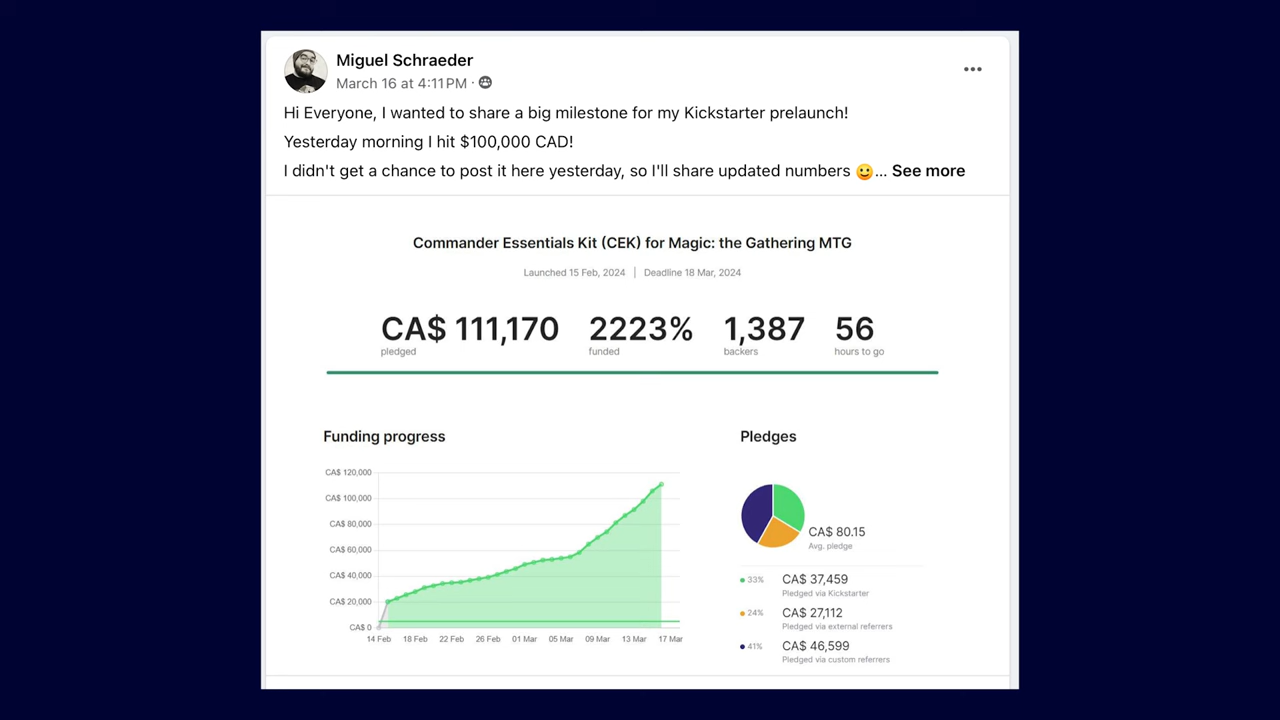 Miguel Schraeder
March 16 at 4:11 PM ·
Hi Everyone, I wanted to share a big milestone for my Kickstarter prelaunch!
Yesterday morning I hit $100,000 CAD!
I didn't get a chance to post it here yesterday, so I'll share updated numbers 😀... See more
Commander Essentials Kit (CEK) for Magic: the Gathering MTG
Launched 15 Feb, 2024 | Deadline 18 Mar, 2024
CA$ 111,170 2223% 1,387 56
pledged funded backers hours to go
Funding progress
CA$ 120,000
CA$ 100,000
CA$ 80,000
CA$ 60,000
CA$ 40,000
CA$ 20,000
CA$ 0
14 Feb 18 Feb 22 Feb 26 Feb 01 Mar 05 Mar 09 Mar 13 Mar 17 Mar
Pledges
CA$ 80.15
Avg. pledge
33% CA$ 37,459
Pledged via Kickstarter
24% CA$ 27,112
Pledged via external referrers
41% CA$ 46,599
Pledged via custom referrers